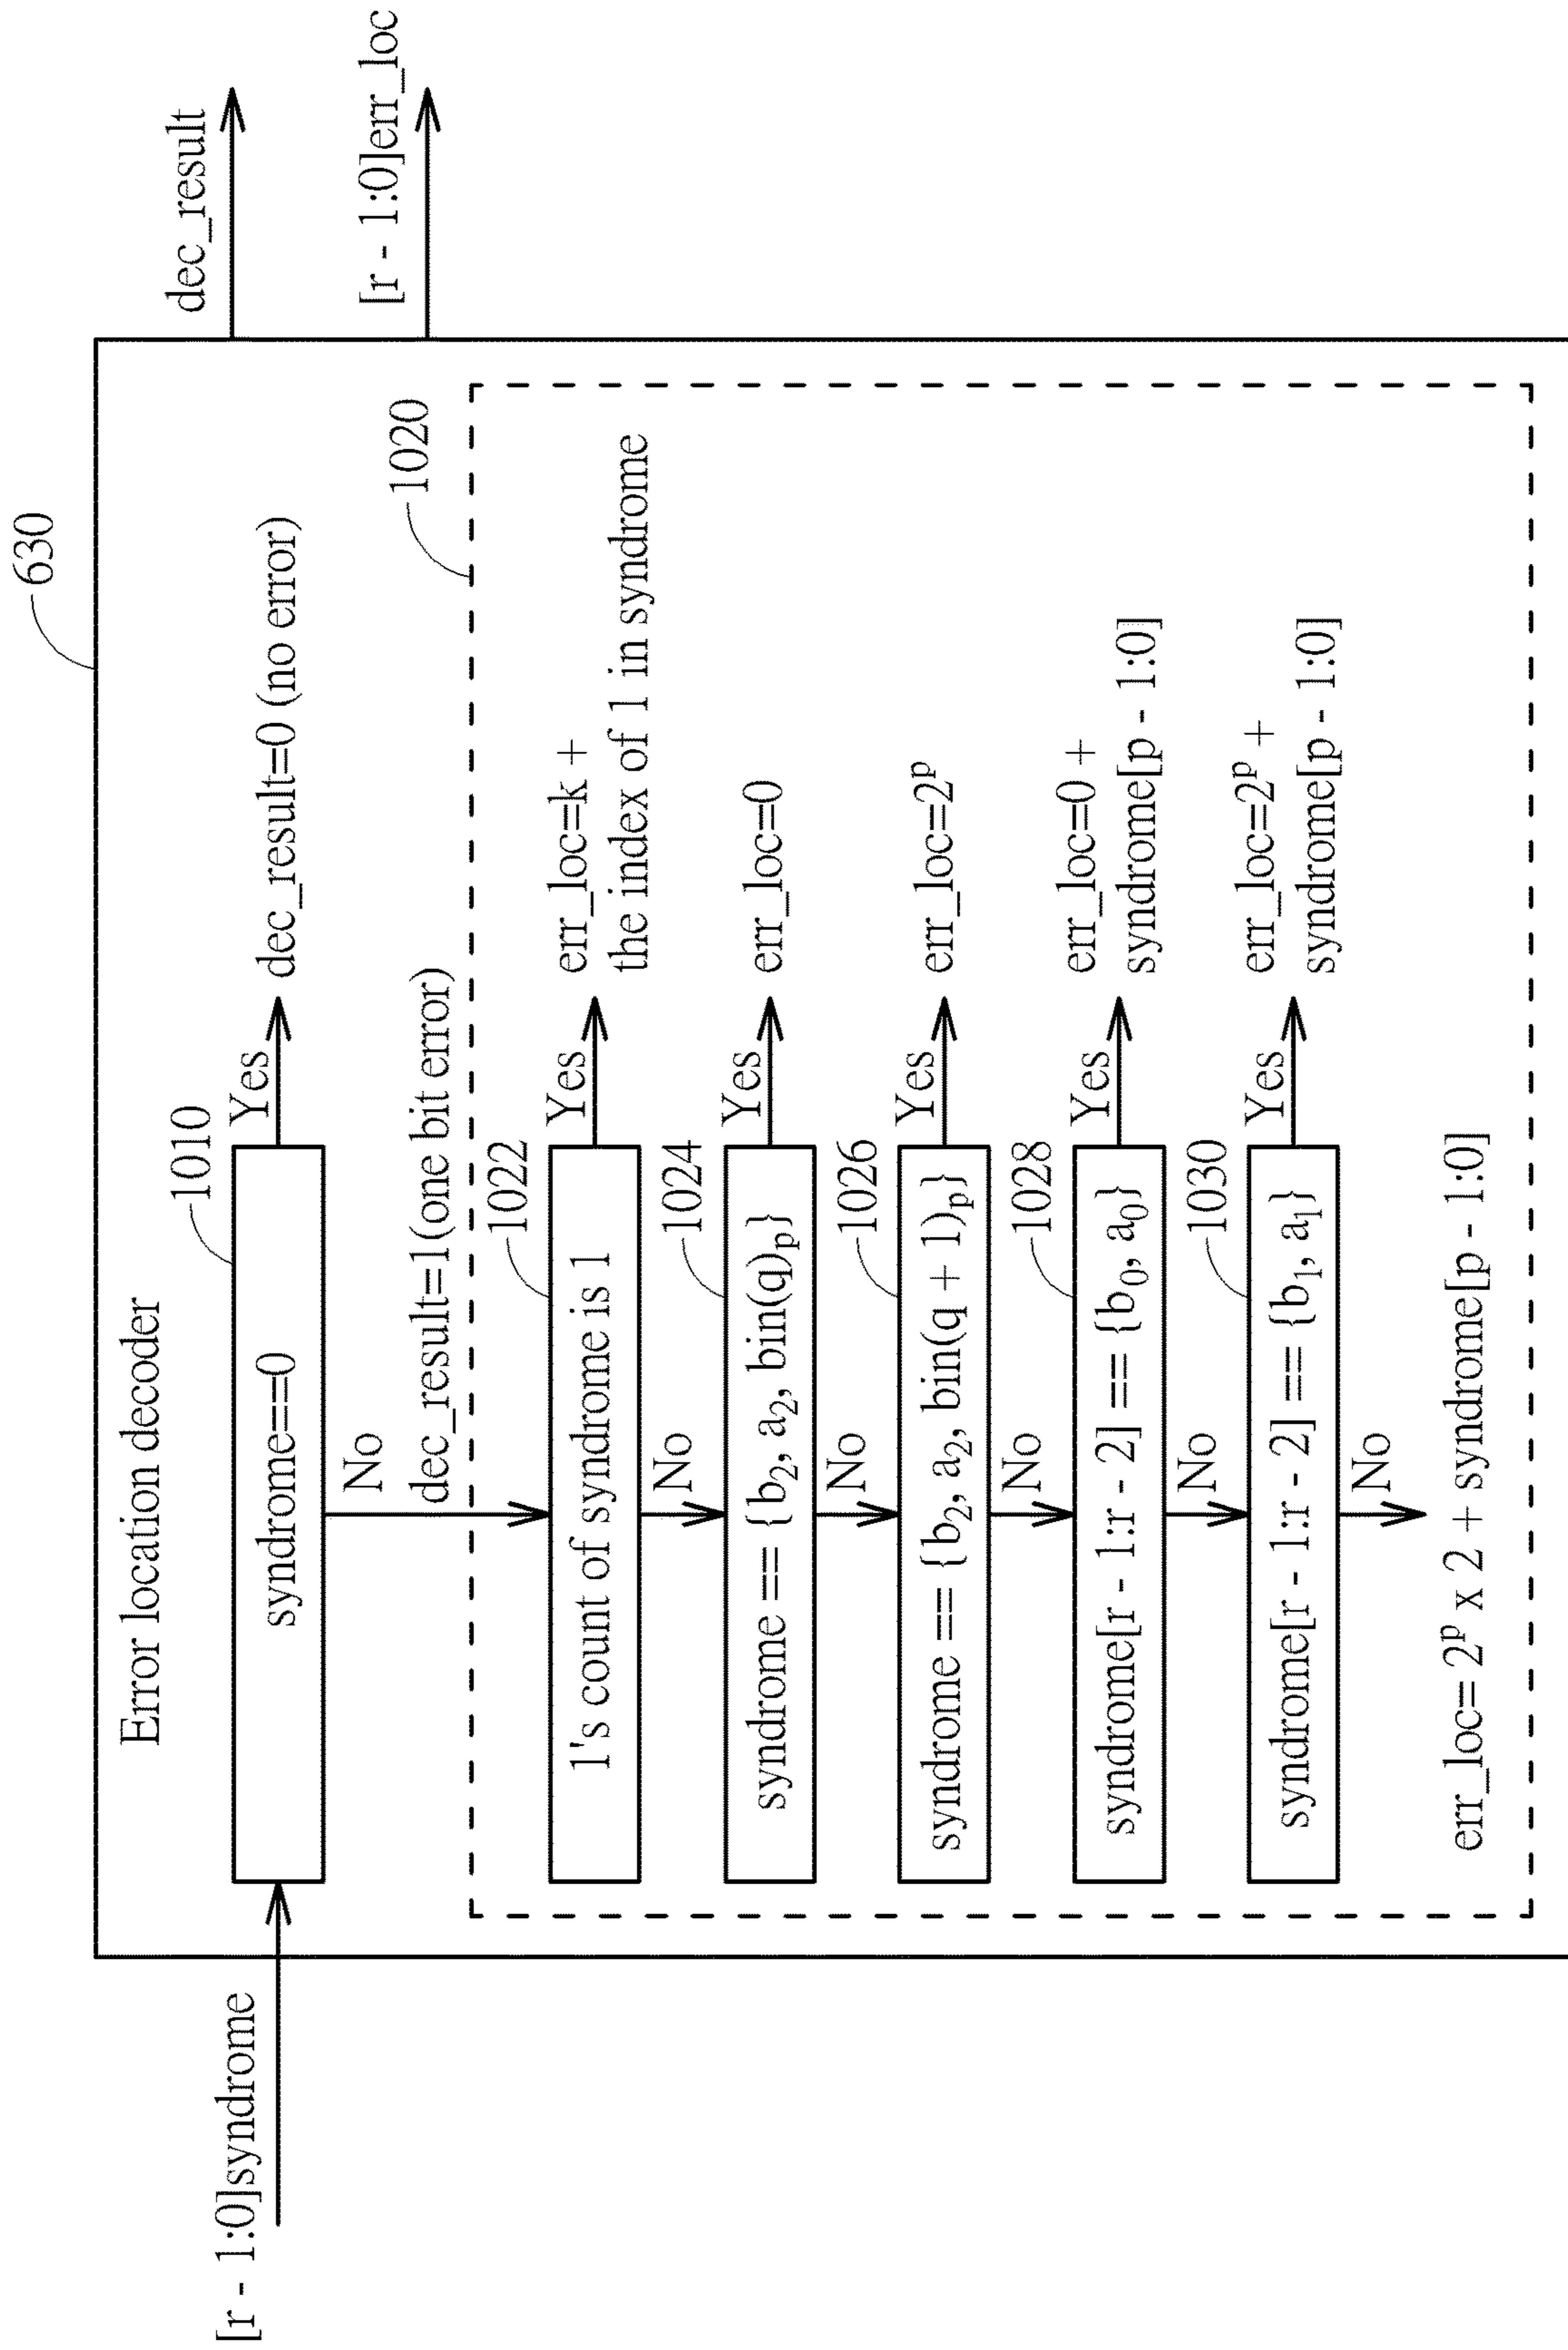 630
Error location decoder
[r - 1:0]syndrome
1010
syndrome==0
Yes
dec_result=0 (no error)
dec_result
[r - 1:0]err_loc
No
dec_result=1(one bit error)
1020
1022
1's count of syndrome is 1
Yes
err_loc=k +
the index of 1 in syndrome
No
1024
syndrome == {b₂, a₂, bin(q)ₚ}
Yes
err_loc=0
No
1026
syndrome == {b₂, a₂, bin(q + 1)ₚ}
Yes
err_loc=2ᵖ
No
1028
syndrome[r - 1:r - 2] == {b₀, a₀}
Yes
err_loc=0 +
syndrome[p - 1:0]
No
1030
syndrome[r - 1:r - 2] == {b₁, a₁}
Yes
err_loc=2ᵖ +
syndrome[p - 1:0]
No
err_loc= 2ᵖ x 2 + syndrome[p - 1:0]